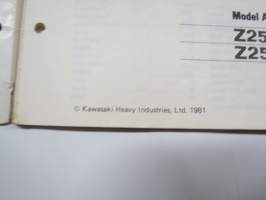 Model A
Z25
Z25
© Kawasaki Heavy Industries, Ltd. 1981